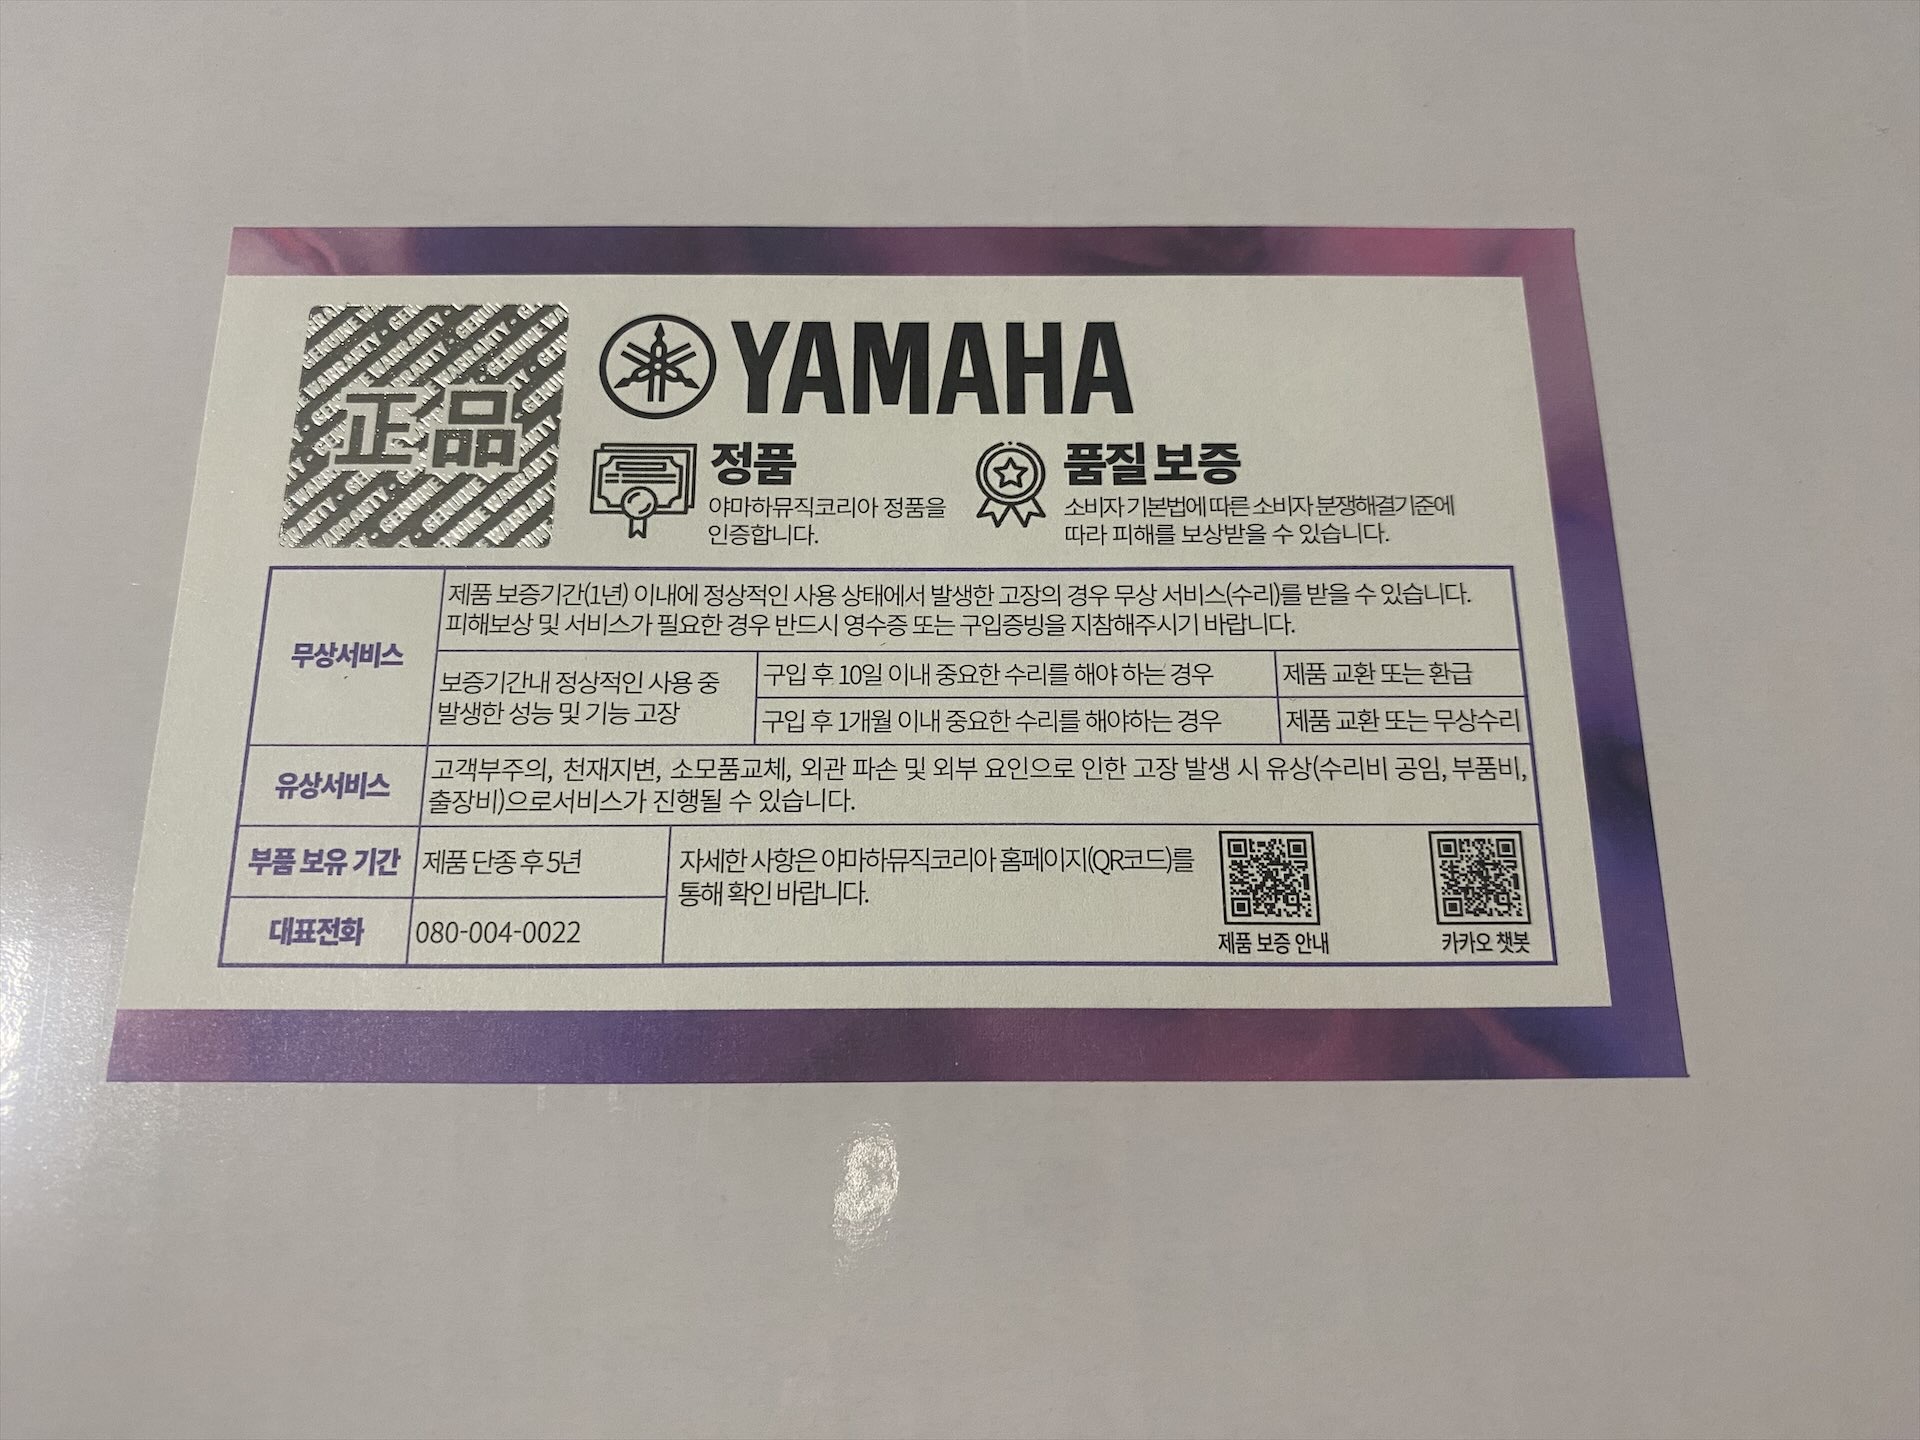 正品
YAMAHA
정품
야마하뮤직코리아 정품을
인증합니다.
품질 보증
소비자 기본법에 따른 소비자 분쟁해결기준에
따라 피해를 보상받을 수 있습니다.
무상서비스
제품 보증기간(1년) 이내에 정상적인 사용 상태에서 발생한 고장의 경우 무상 서비스(수리)를 받을 수 있습니다.
피해보상 및 서비스가 필요한 경우 반드시 영수증 또는 구입증빙을 지참해주시기 바랍니다.
보증기간내 정상적인 사용 중
발생한 성능 및 기능 고장
구입 후 10일 이내 중요한 수리를 해야 하는 경우
제품 교환 또는 환급
구입 후 1개월 이내 중요한 수리를 해야하는 경우
제품 교환 또는 무상수리
유상서비스
고객부주의, 천재지변, 소모품교체, 외관 파손 및 외부 요인으로 인한 고장 발생 시 유상(수리비 공임, 부품비,
출장비)으로서비스가 진행될 수 있습니다.
부품 보유 기간
제품 단종 후 5년
대표전화
080-004-0022
자세한 사항은 야마하뮤직코리아 홈페이지(QR코드)를
통해 확인 바랍니다.
제품 보증 안내
카카오 챗봇